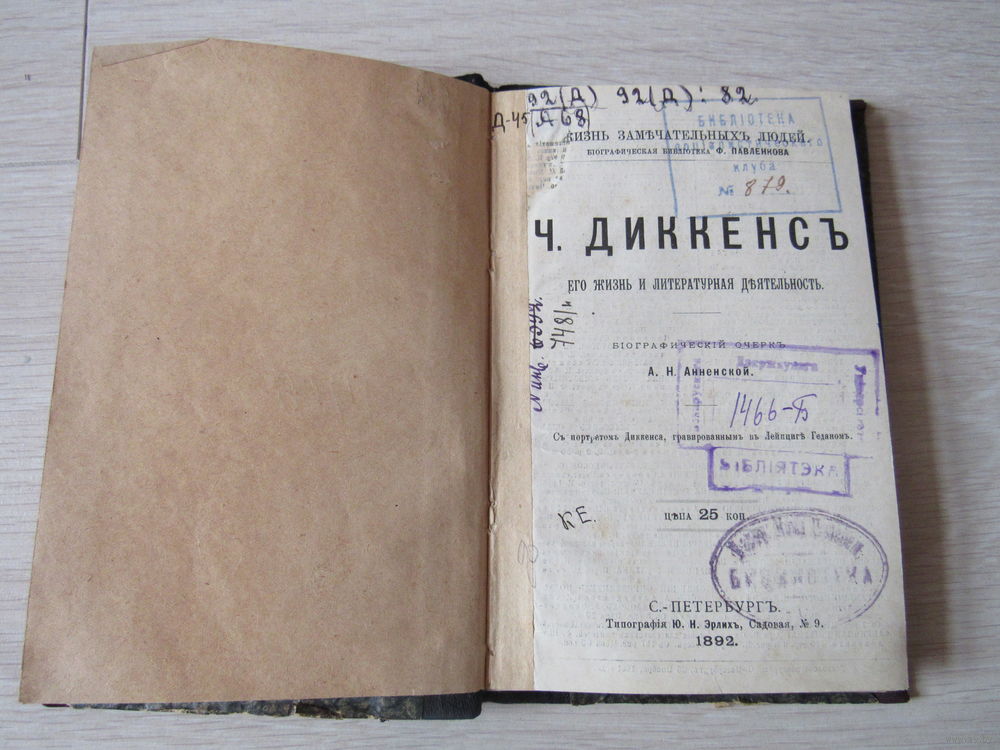 92(Д) 92(Д): 82.
Д-45 Д 68
БИБЛІОТЕКА
клуба
№ 879.
ЖИЗНЬ ЗАМѢЧАТЕЛЬНЫХЪ ЛЮДЕЙ.
БІОГРАФИЧЕСКАЯ БИБЛІОТЕКА Ф. ПАВЛЕНКОВА
Ч. ДИККЕНСЪ
ЕГО ЖИЗНЬ И ЛИТЕРАТУРНАЯ ДѢЯТЕЛЬНОСТЬ.
БІОГРАФИЧЕСКІЙ ОЧЕРКЪ
А. Н. Анненской.
1466-Б
Съ портретомъ Диккенса, гравированнымъ въ Лейпцигѣ Геданомъ.
БІБЛІЯТЭКА
КЕ.
ЦѢНА 25 КОП.
БИБЛИОТЕКА
С.-ПЕТЕРБУРГЪ.
Типографія Ю. Н. Эрлихъ, Садовая, № 9.
1892.